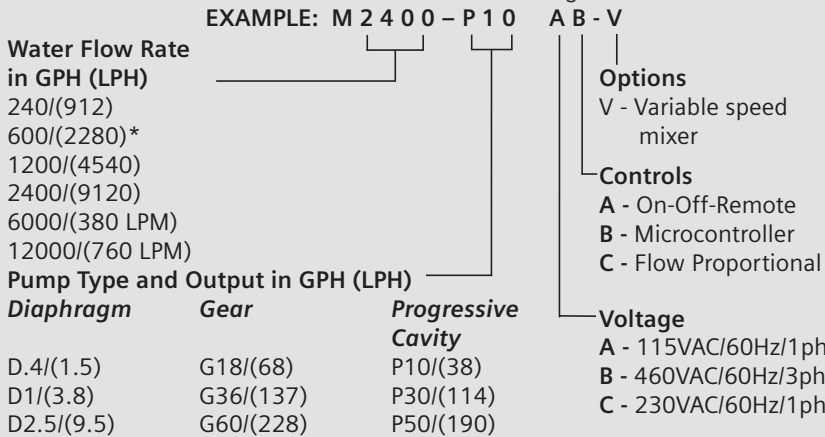 EXAMPLE: M 2 4 0 0 – P 1 0 A B - V
Water Flow Rate
in GPH (LPH)
240/(912)
600/(2280)*
1200/(4540)
2400/(9120)
6000/(380 LPM)
12000/(760 LPM)
Pump Type and Output in GPH (LPH)
Diaphragm Gear Progressive
Cavity
D.4/(1.5) G18/(68) P10/(38)
D1/(3.8) G36/(137) P30/(114)
D2.5/(9.5) G60/(228) P50/(190)
Options
V - Variable speed
mixer
Controls
A - On-Off-Remote
B - Microcontroller
C - Flow Proportional
Voltage
A - 115VAC/60Hz/1ph
B - 460VAC/60Hz/3ph
C - 230VAC/60Hz/1ph